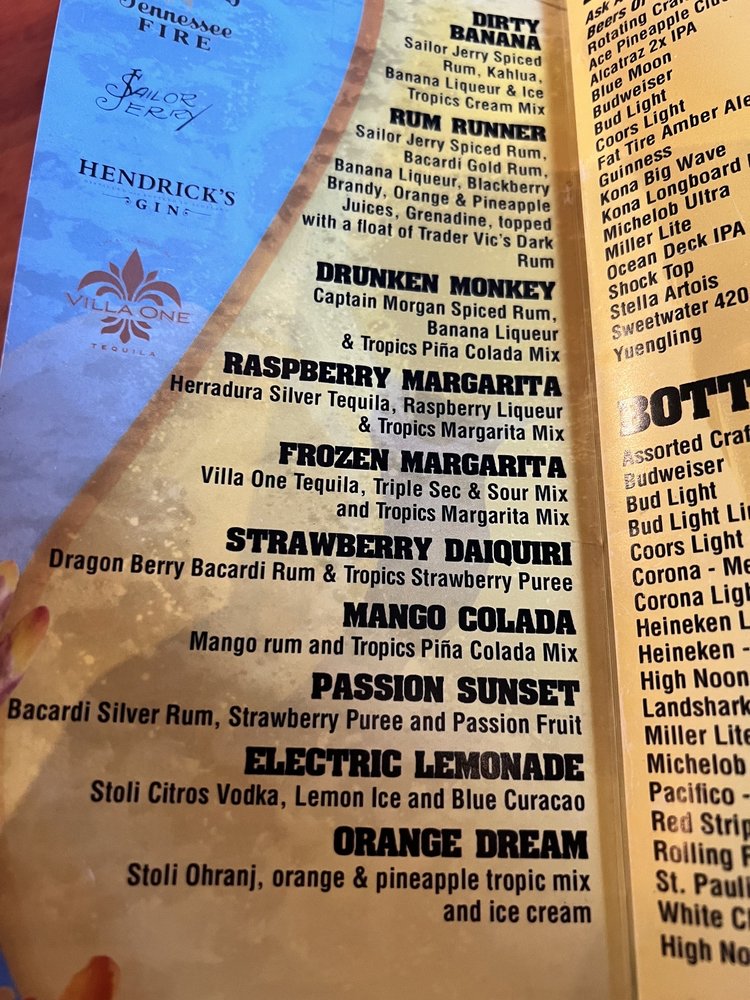 Tennessee
FIRE
SAILOR
JERRY
HENDRICK'S
GIN
VILLA ONE
TEQUILA
DIRTY
BANANA
Sailor Jerry Spiced
Rum, Kahlua,
Banana Liqueur & Ice
Tropics Cream Mix
RUM RUNNER
Sailor Jerry Spiced Rum,
Bacardi Gold Rum,
Banana Liqueur, Blackberry
Brandy, Orange & Pineapple
Juices, Grenadine, topped
with a float of Trader Vic's Dark
Rum
DRUNKEN MONKEY
Captain Morgan Spiced Rum,
Banana Liqueur
& Tropics Piña Colada Mix
RASPBERRY MARGARITA
Herradura Silver Tequila, Raspberry Liqueur
& Tropics Margarita Mix
FROZEN MARGARITA
Villa One Tequila, Triple Sec & Sour Mix
and Tropics Margarita Mix
STRAWBERRY DAIQUIRI
Dragon Berry Bacardi Rum & Tropics Strawberry Puree
MANGO COLADA
Mango rum and Tropics Piña Colada Mix
PASSION SUNSET
Bacardi Silver Rum, Strawberry Puree and Passion Fruit
ELECTRIC LEMONADE
Stoli Citros Vodka, Lemon Ice and Blue Curacao
ORANGE DREAM
Stoli Ohranj, orange & pineapple tropic mix
and ice cream
Ask
Beers
Rotating
Ace Pineapple
Alcatraz 2x IPA
Blue Moon
Budweiser
Bud Light
Coors Light
Fat Tire Amber Ale
Guinness
Kona Big Wave
Kona Longboard
Michelob Ultra
Miller Lite
Ocean Deck IPA
Shock Top
Stella Artois
Sweetwater 420
Yuengling
BOTT
Assorted
Budweiser
Bud Light
Bud Light
Coors Light
Corona -
Corona
Heineken
Heineken -
High Noon
Landshark
Miller Lite
Michelob
Pacifico -
Red
Rolling
St.
White
High